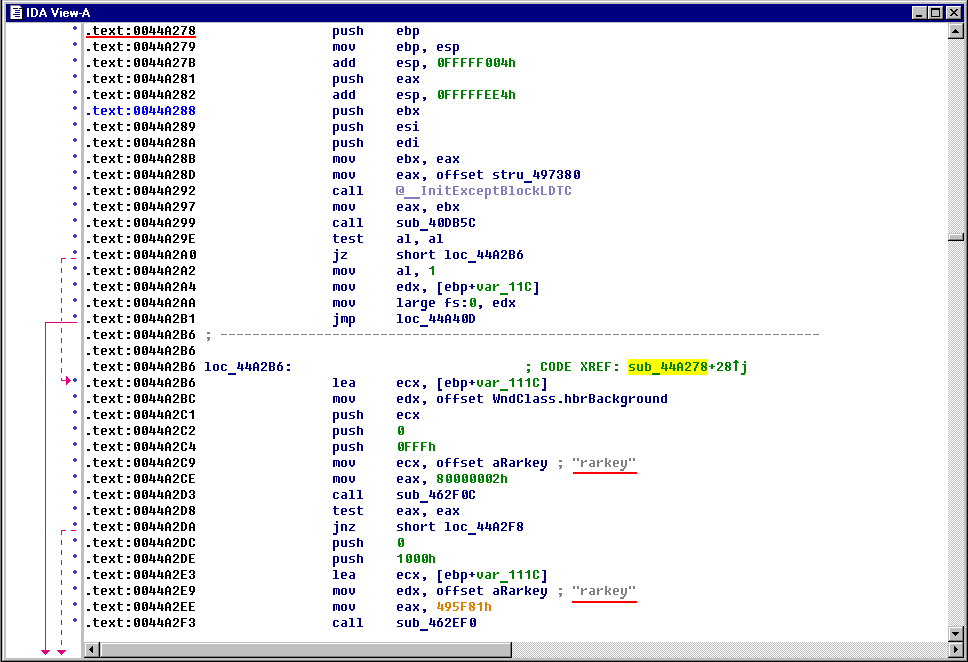 IDA View-A
.text:0044A278 push ebp
.text:0044A279 mov ebp, esp
.text:0044A27B add esp, 0FFFFF004h
.text:0044A281 push eax
.text:0044A282 add esp, 0FFFFFEE4h
.text:0044A288 push ebx
.text:0044A289 push esi
.text:0044A28A push edi
.text:0044A28B mov ebx, eax
.text:0044A28D mov eax, offset stru_497380
.text:0044A292 call @__InitExceptBlockLDTC
.text:0044A297 mov eax, ebx
.text:0044A299 call sub_40DB5C
.text:0044A29E test al, al
.text:0044A2A0 jz short loc_44A2B6
.text:0044A2A2 mov al, 1
.text:0044A2A4 mov edx, [ebp+var_11C]
.text:0044A2AA mov large fs:0, edx
.text:0044A2B1 jmp loc_44A40D
.text:0044A2B6 ; ---------------------------------------------------------------------------
.text:0044A2B6
.text:0044A2B6 loc_44A2B6: ; CODE XREF: sub_44A278+28↑j
.text:0044A2B6 lea ecx, [ebp+var_111C]
.text:0044A2BC mov edx, offset WndClass.hbrBackground
.text:0044A2C1 push ecx
.text:0044A2C2 push 0
.text:0044A2C4 push 0FFFh
.text:0044A2C9 mov ecx, offset aRarkey ; "rarkey"
.text:0044A2CE mov eax, 80000002h
.text:0044A2D3 call sub_462F0C
.text:0044A2D8 test eax, eax
.text:0044A2DA jnz short loc_44A2F8
.text:0044A2DC push 0
.text:0044A2DE push 1000h
.text:0044A2E3 lea ecx, [ebp+var_111C]
.text:0044A2E9 mov edx, offset aRarkey ; "rarkey"
.text:0044A2EE mov eax, 495F81h
.text:0044A2F3 call sub_462EF0